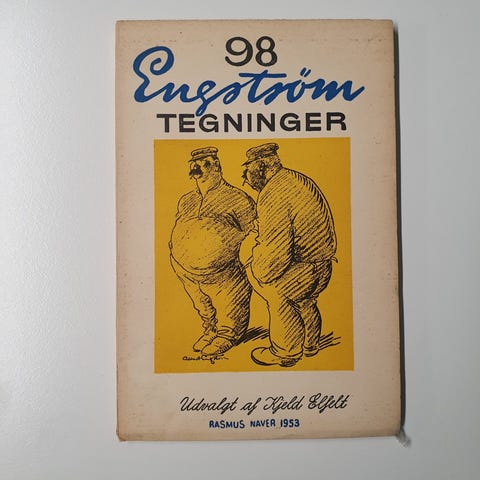 98
Engström
TEGNINGER
Udvalgt af Kjeld Elfelt
RASMUS NAVER 1953